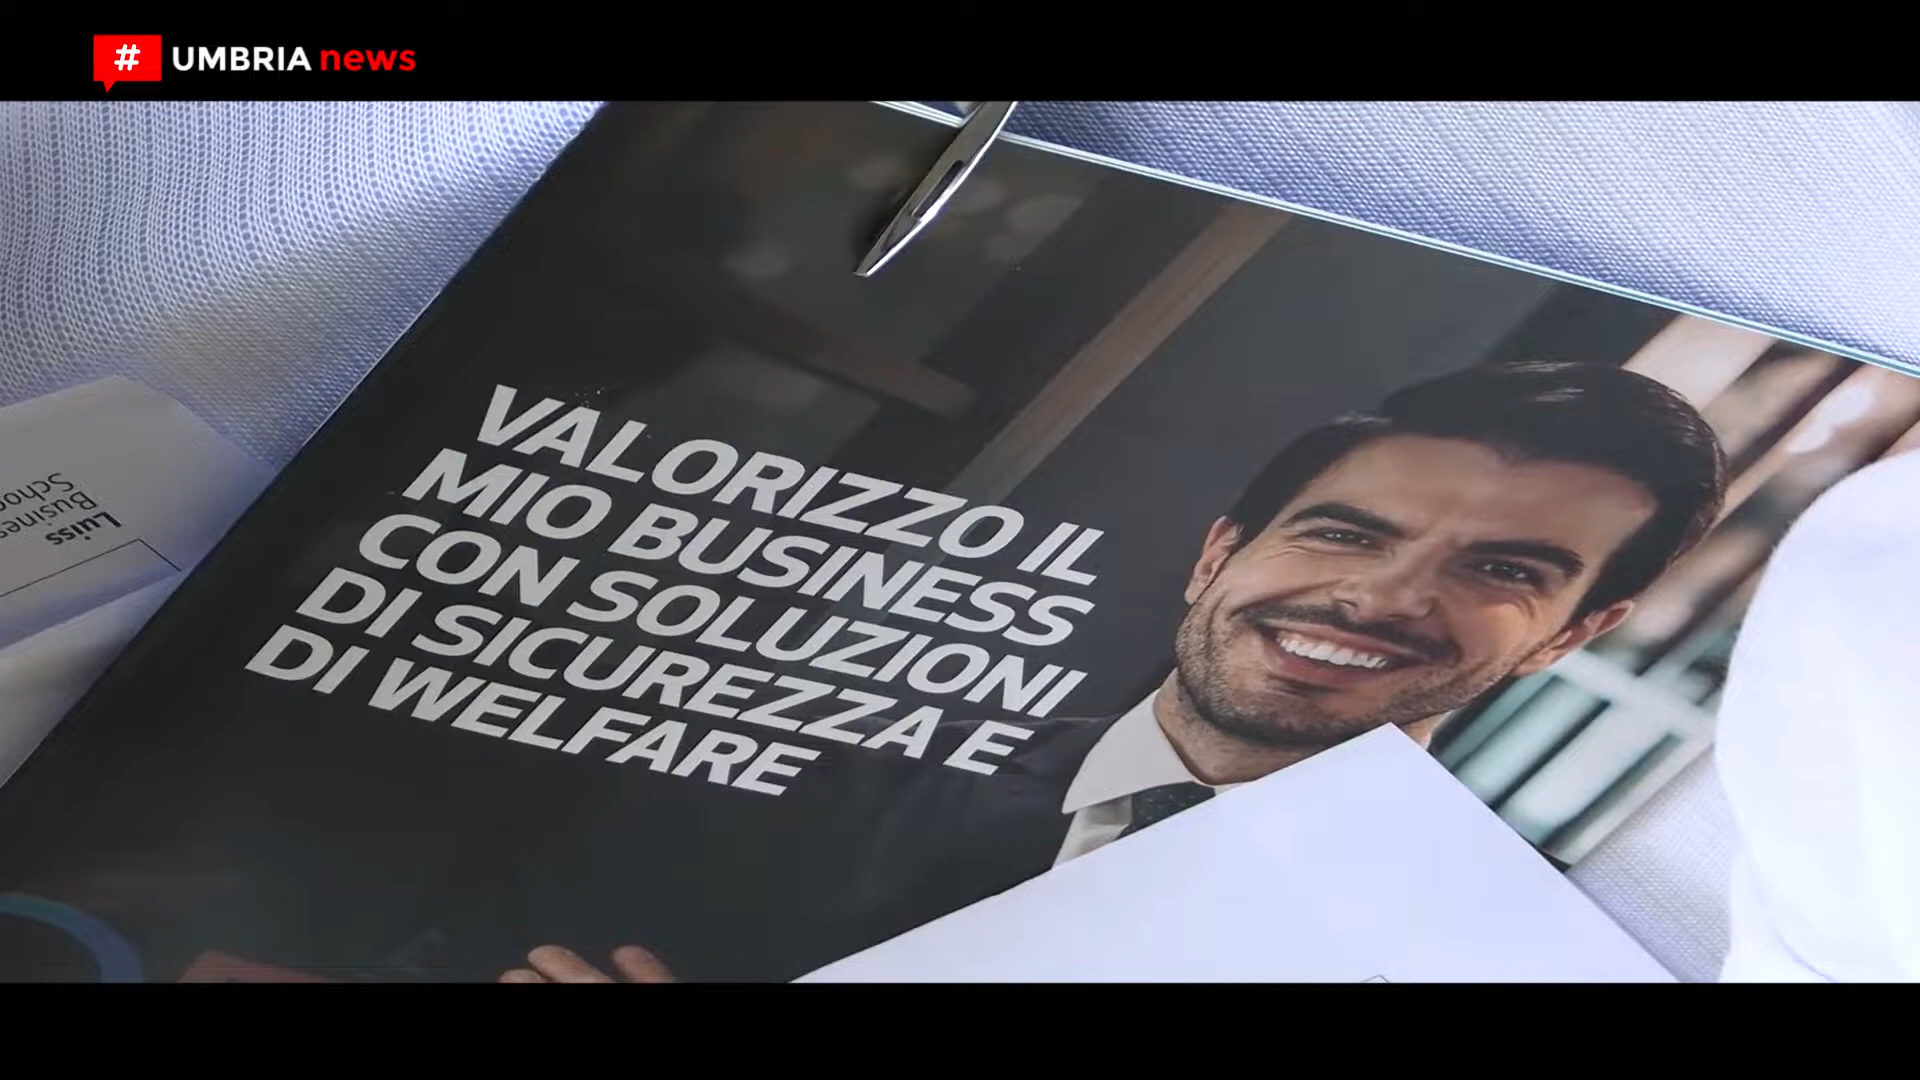 # UMBRIA news
VALORIZZO IL
MIO BUSINESS
CON SOLUZIONI
DI SICUREZZA E
DI WELFARE
Luiss
Business
School